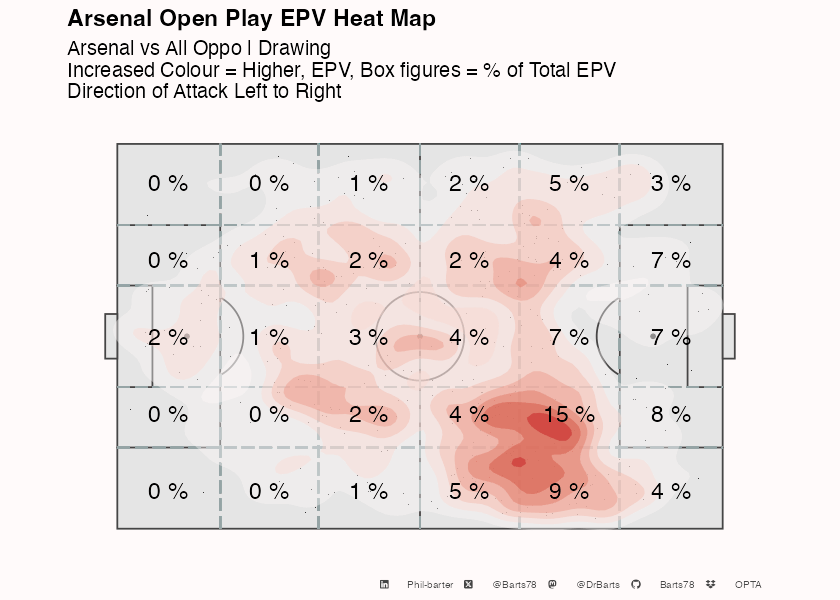 Arsenal Open Play EPV Heat Map
Arsenal vs All Oppo | Drawing
Increased Colour = Higher, EPV, Box figures = % of Total EPV
Direction of Attack Left to Right
0 % 0 % 1 % 2 % 5 % 3 %
0 % 1 % 2 % 2 % 4 % 7 %
2 % 1 % 3 % 4 % 7 % 7 %
0 % 0 % 2 % 4 % 15 % 8 %
0 % 0 % 1 % 5 % 9 % 4 %
Phil-barter @Barts78 @DrBarts Barts78 OPTA